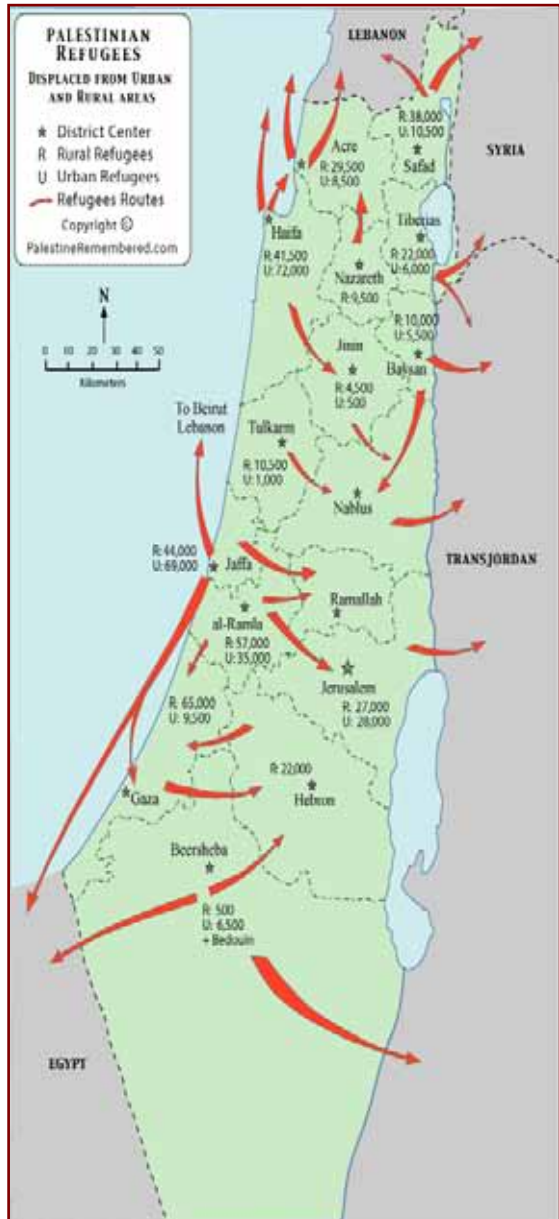 PALESTINIAN
REFUGEES
DISPLACED FROM URBAN
AND RURAL AREAS
District Center
R Rural Refugees
U Urban Refugees
Refugees Routes
Copyright ©
PalestineRemembered.com
N
0 10 20 30 40 50
Kilometers
LEBANON
SYRIA
R: 38,000
U: 10,500
Safad
Acre
R: 29,500
U: 8,500
Tiberias
R: 22,000
U: 6,000
Haifa
R: 41,500
U: 72,000
Nazareth
R: 9,500
R: 10,000
U: 5,500
Baysan
Jinin
R: 4,500
U: 500
To Beirut
Lebanon
Tulkarm
R: 10,500
U: 1,000
Nablus
R: 44,000
U: 69,000
Jaffa
TRANSJORDAN
Ramallah
al-Ramla
R: 57,000
U: 35,000
Jerusalem
R: 27,000
U: 28,000
R: 65,000
U: 9,500
Gaza
R: 22,000
Hebron
Beersheba
R: 500
U: 6,500
+ Bedouin
EGYPT